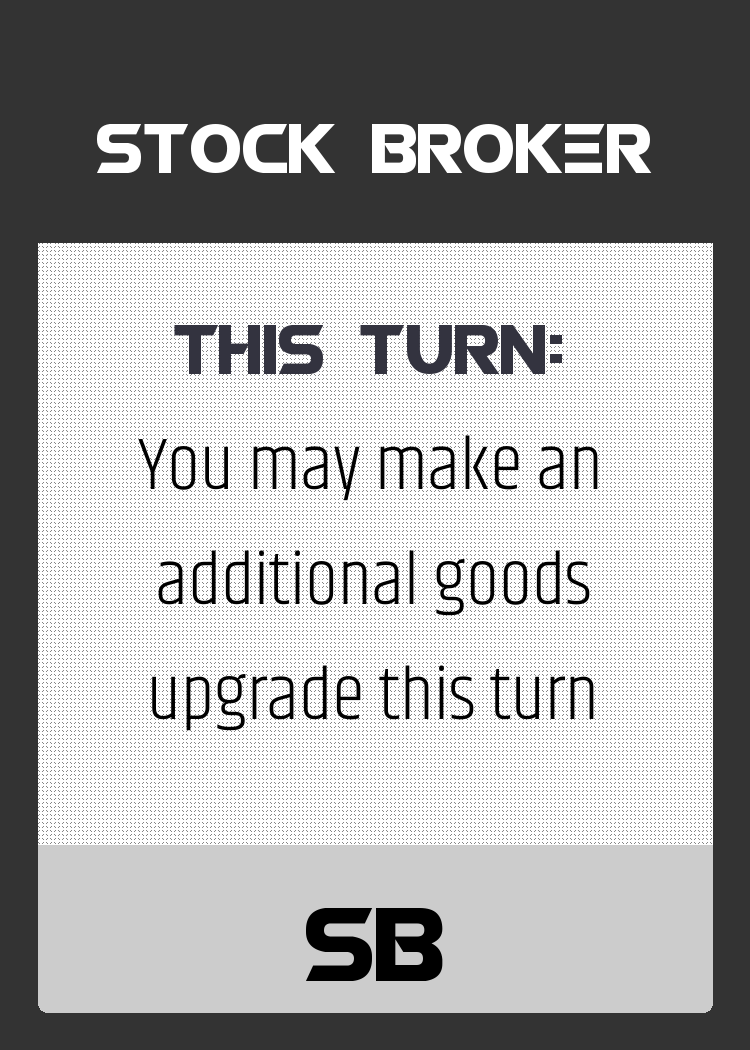 STOCK BROKER
THIS TURN:
You may make an
additional goods
upgrade this turn
SB